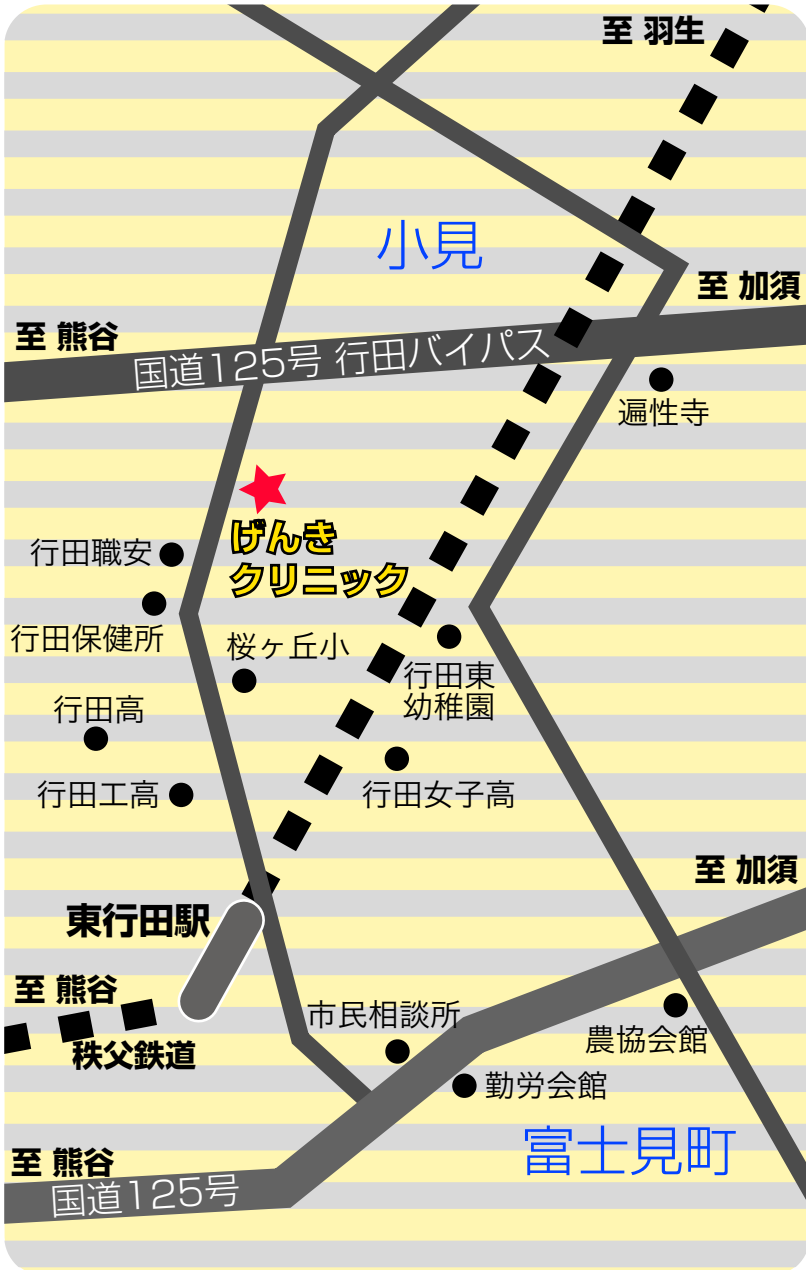 至 羽生
小見
至 加須
至 熊谷
国道125号 行田バイパス
遍性寺
げんき
クリニック
行田職安
行田保健所
桜ヶ丘小
行田東
幼稚園
行田高
行田工高
行田女子高
至 加須
東行田駅
至 熊谷
秩父鉄道
市民相談所
農協会館
勤労会館
富士見町
至 熊谷
国道125号